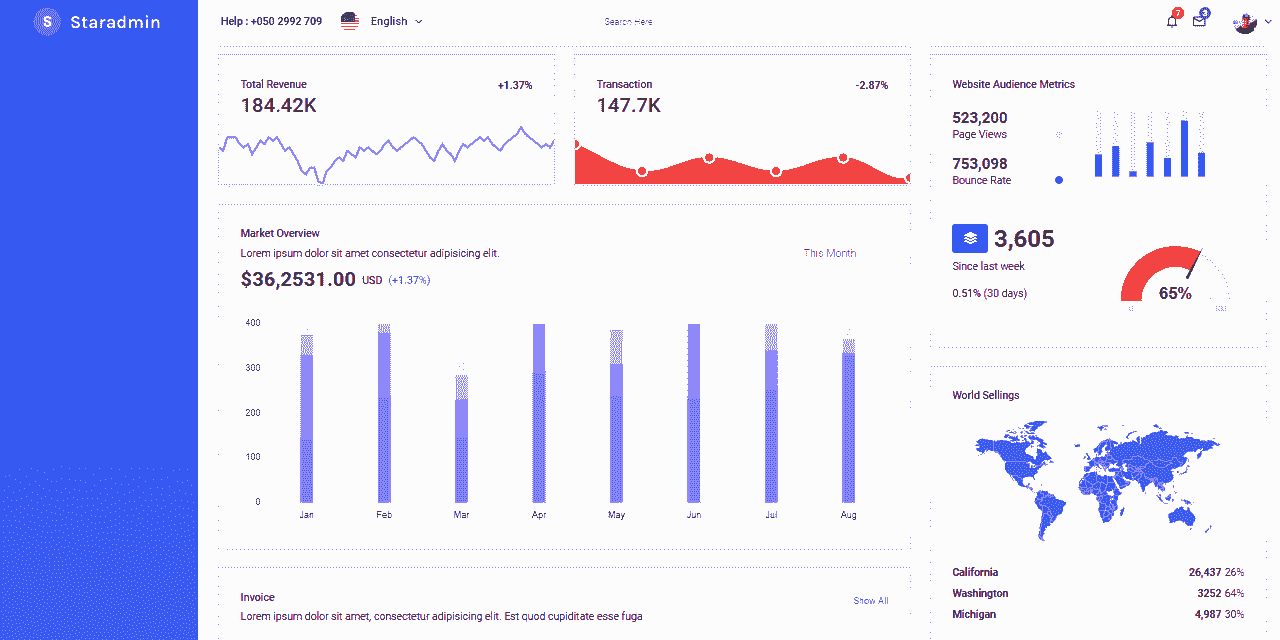 S Staradmin
Help : +050 2992 709
English
Search Here
7
3
Total Revenue
+1.37%
184.42K
Transaction
-2.87%
147.7K
Website Audience Metrics
523,200
Page Views
753,098
Bounce Rate
3,605
Since last week
0.51% (30 days)
65%
Market Overview
Lorem ipsum dolor sit amet consectetur adipisicing elit.
This Month
$36,2531.00 USD (+1.37%)
400
300
200
100
0
Jan Feb Mar Apr May Jun Jul Aug
World Sellings
California 26,437 26%
Washington 3252 64%
Michigan 4,987 30%
Invoice
Show All
Lorem ipsum dolor sit amet, consectetur adipisicing elit. Est quod cupiditate esse fuga